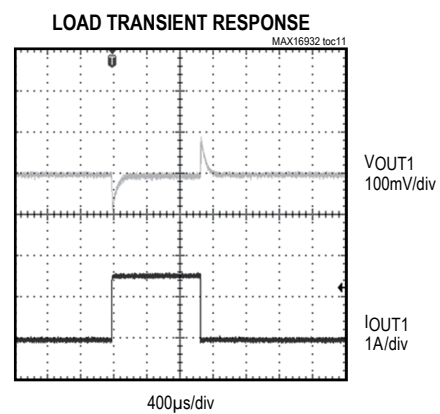 LOAD TRANSIENT RESPONSE
MAX16932 toc11
T
VOUT1
100mV/div
IOUT1
1A/div
400µs/div